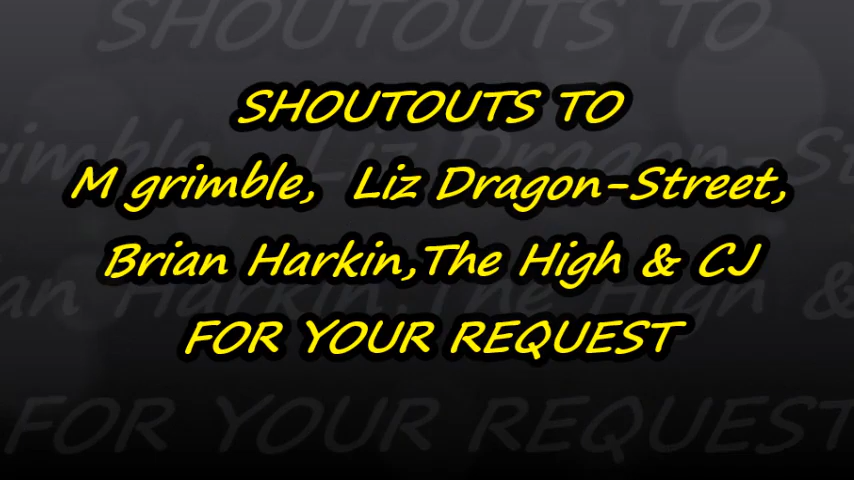 SHOUTOUTS TO
M grimble, Liz Dragon-Street,
Brian Harkin,The High & CJ
FOR YOUR REQUEST